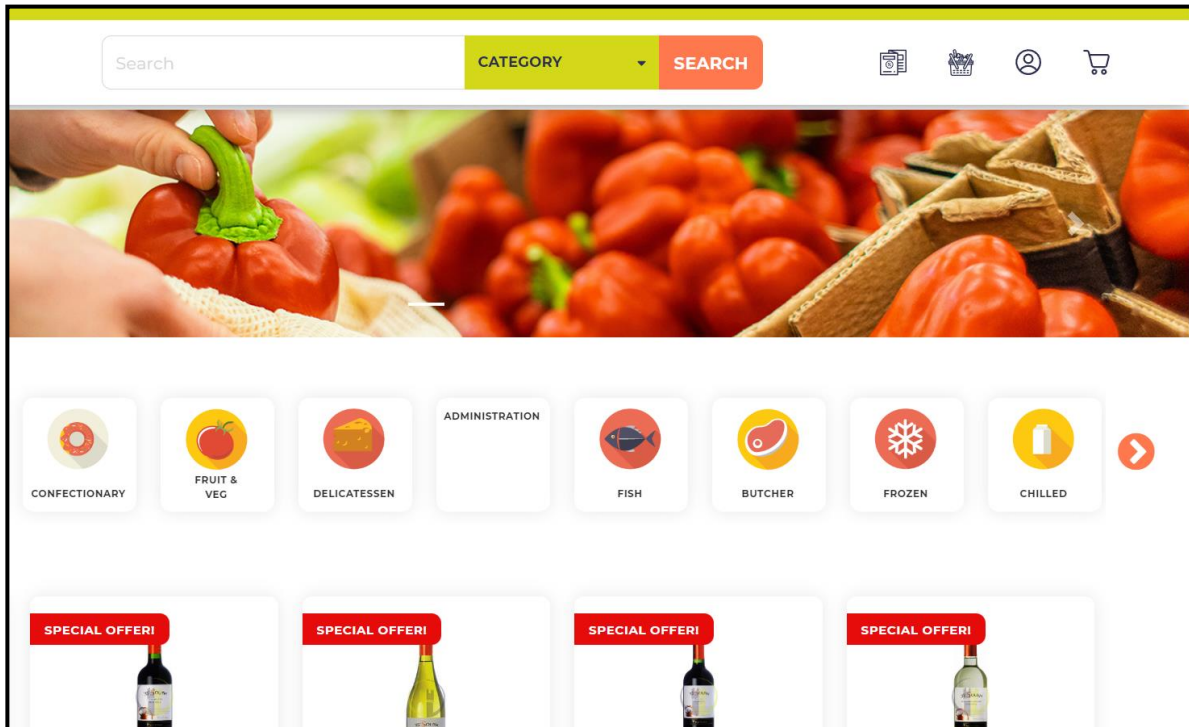 Search
CATEGORY
SEARCH
CONFECTIONARY
FRUIT &
VEG
DELICATESSEN
ADMINISTRATION
FISH
BUTCHER
FROZEN
CHILLED
SPECIAL OFFER!
SPECIAL OFFER!
SPECIAL OFFER!
SPECIAL OFFER!